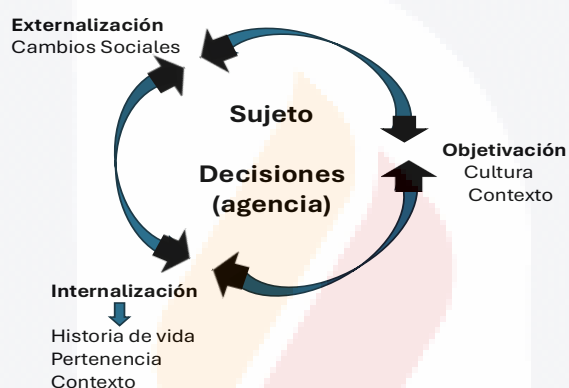 Externalización
Cambios Sociales
Sujeto
Decisiones
(agencia)
Objetivación
Cultura
Contexto
Internalización
Historia de vida
Pertenencia
Contexto